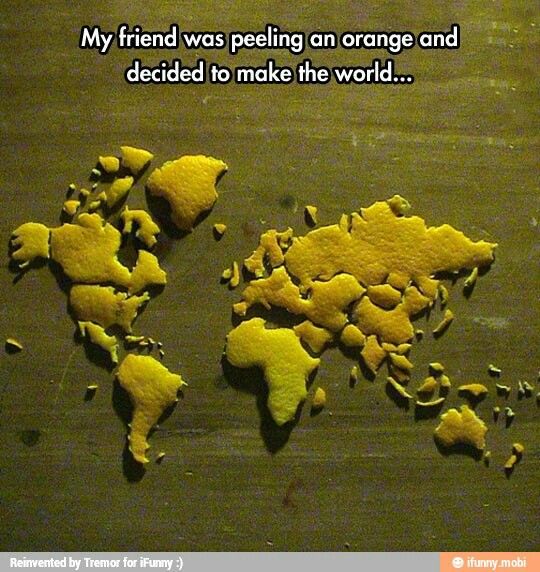 My friend was peeling an orange and
decided to make the world...
Reinvented by Tremor for iFunny :)
ifunny.mobi